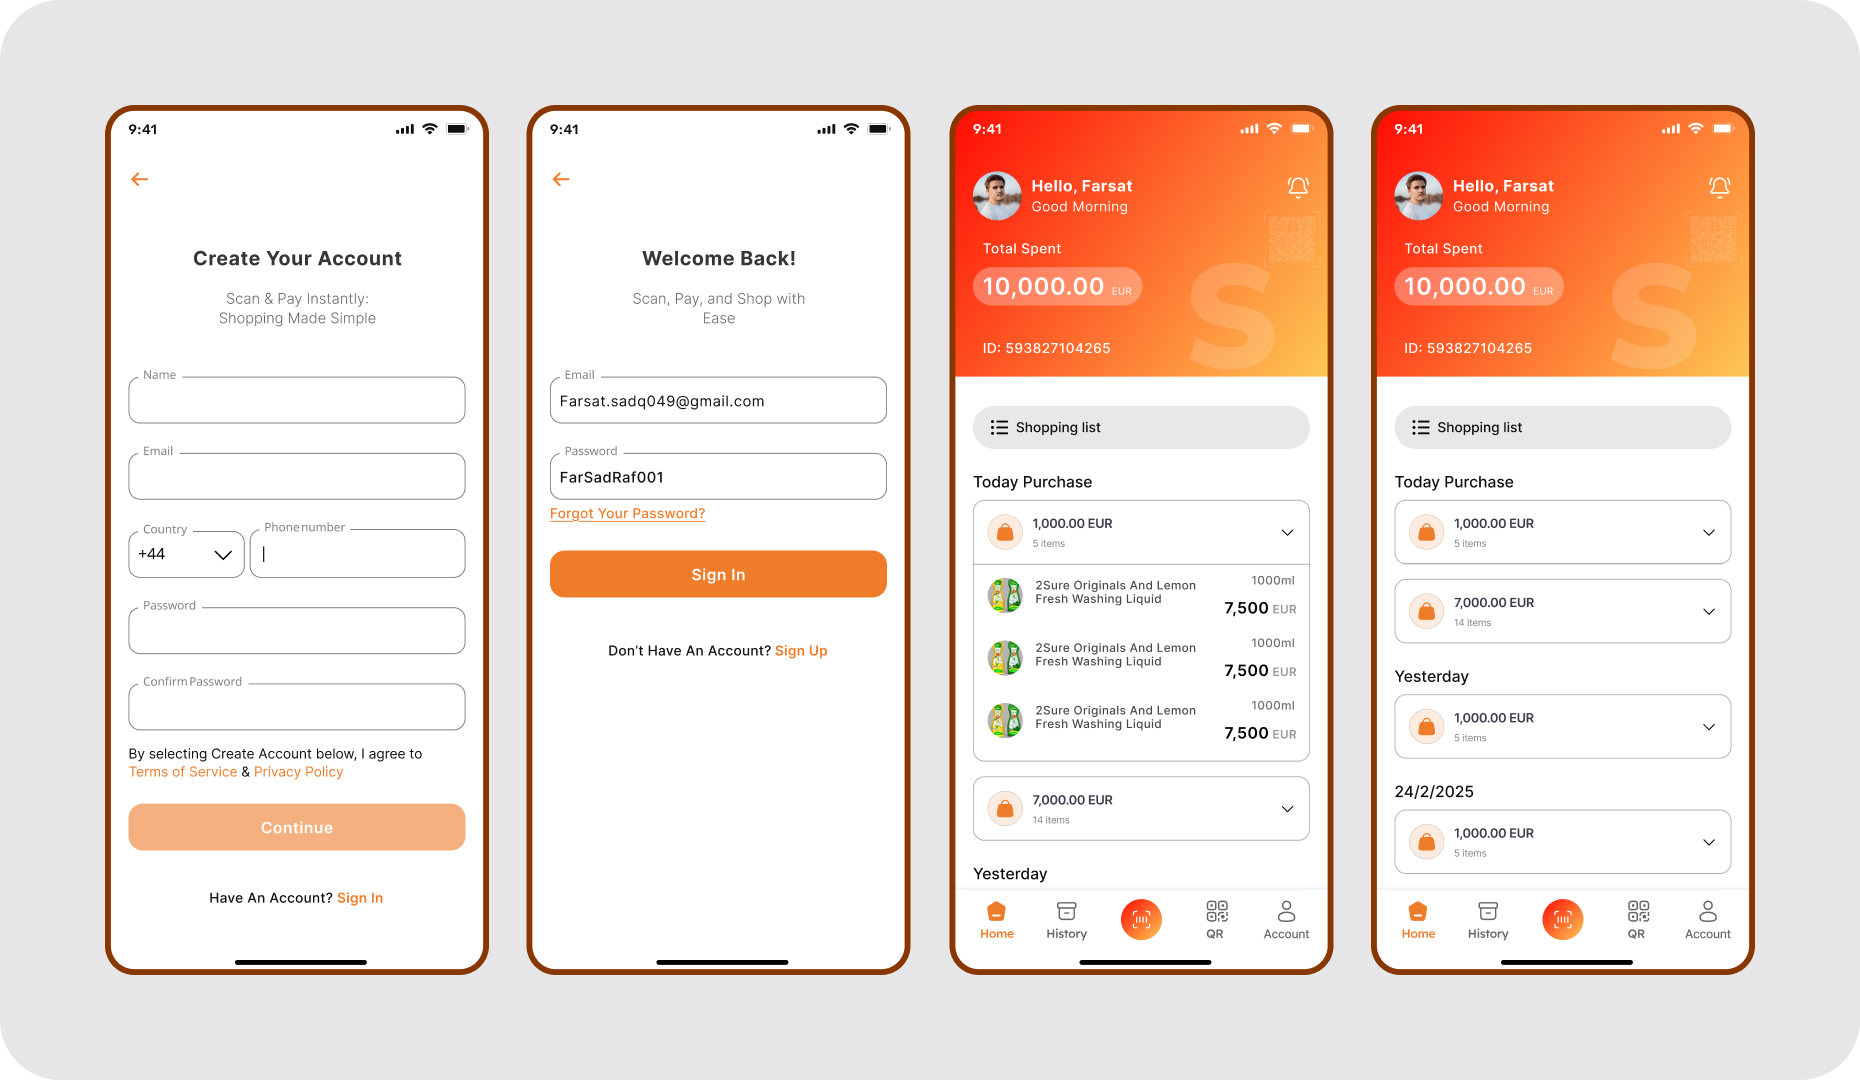 9:41
Create Your Account
Scan & Pay Instantly:
Shopping Made Simple
Name
Email
Country
+44
Phone number
Password
Confirm Password
By selecting Create Account below, I agree to
Terms of Service & Privacy Policy
Continue
Have An Account? Sign In
9:41
Welcome Back!
Scan, Pay, and Shop with
Ease
Email
Farsat.sadq049@gmail.com
Password
FarSadRaf001
Forgot Your Password?
Sign In
Don't Have An Account? Sign Up
9:41
Hello, Farsat
Good Morning
Total Spent
10,000.00 EUR
S
ID: 593827104265
Shopping list
Today Purchase
1,000.00 EUR
5 items
2Sure Originals And Lemon
Fresh Washing Liquid
1000ml
7,500 EUR
2Sure Originals And Lemon
Fresh Washing Liquid
1000ml
7,500 EUR
2Sure Originals And Lemon
Fresh Washing Liquid
1000ml
7,500 EUR
7,000.00 EUR
14 items
Yesterday
Home
History
QR
Account
9:41
Hello, Farsat
Good Morning
Total Spent
10,000.00 EUR
S
ID: 593827104265
Shopping list
Today Purchase
1,000.00 EUR
5 items
7,000.00 EUR
14 items
Yesterday
1,000.00 EUR
5 items
24/2/2025
1,000.00 EUR
5 items
Home
History
QR
Account